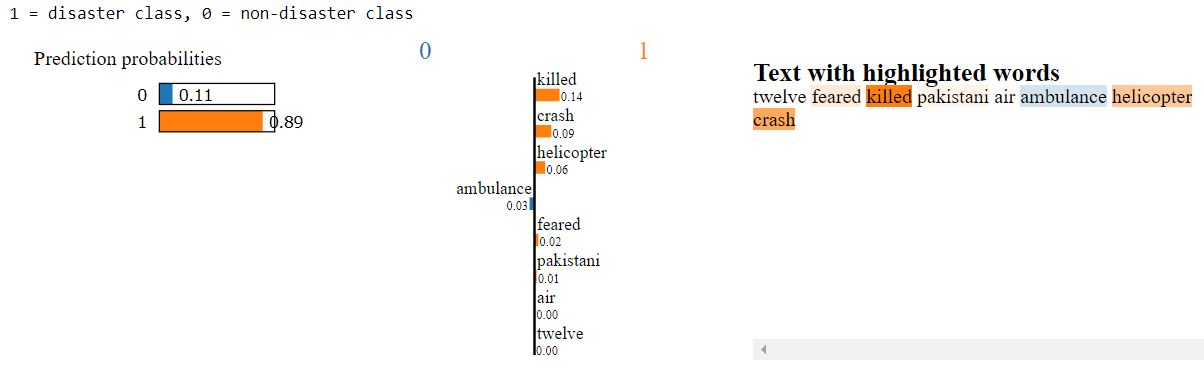 1 = disaster class, 0 = non-disaster class
Prediction probabilities
0 0.11
1 0.89
0 1
killed
0.14
crash
0.09
helicopter
0.06
ambulance
0.03
feared
0.02
pakistani
0.01
air
0.00
twelve
0.00
Text with highlighted words
twelve feared killed pakistani air ambulance helicopter
crash